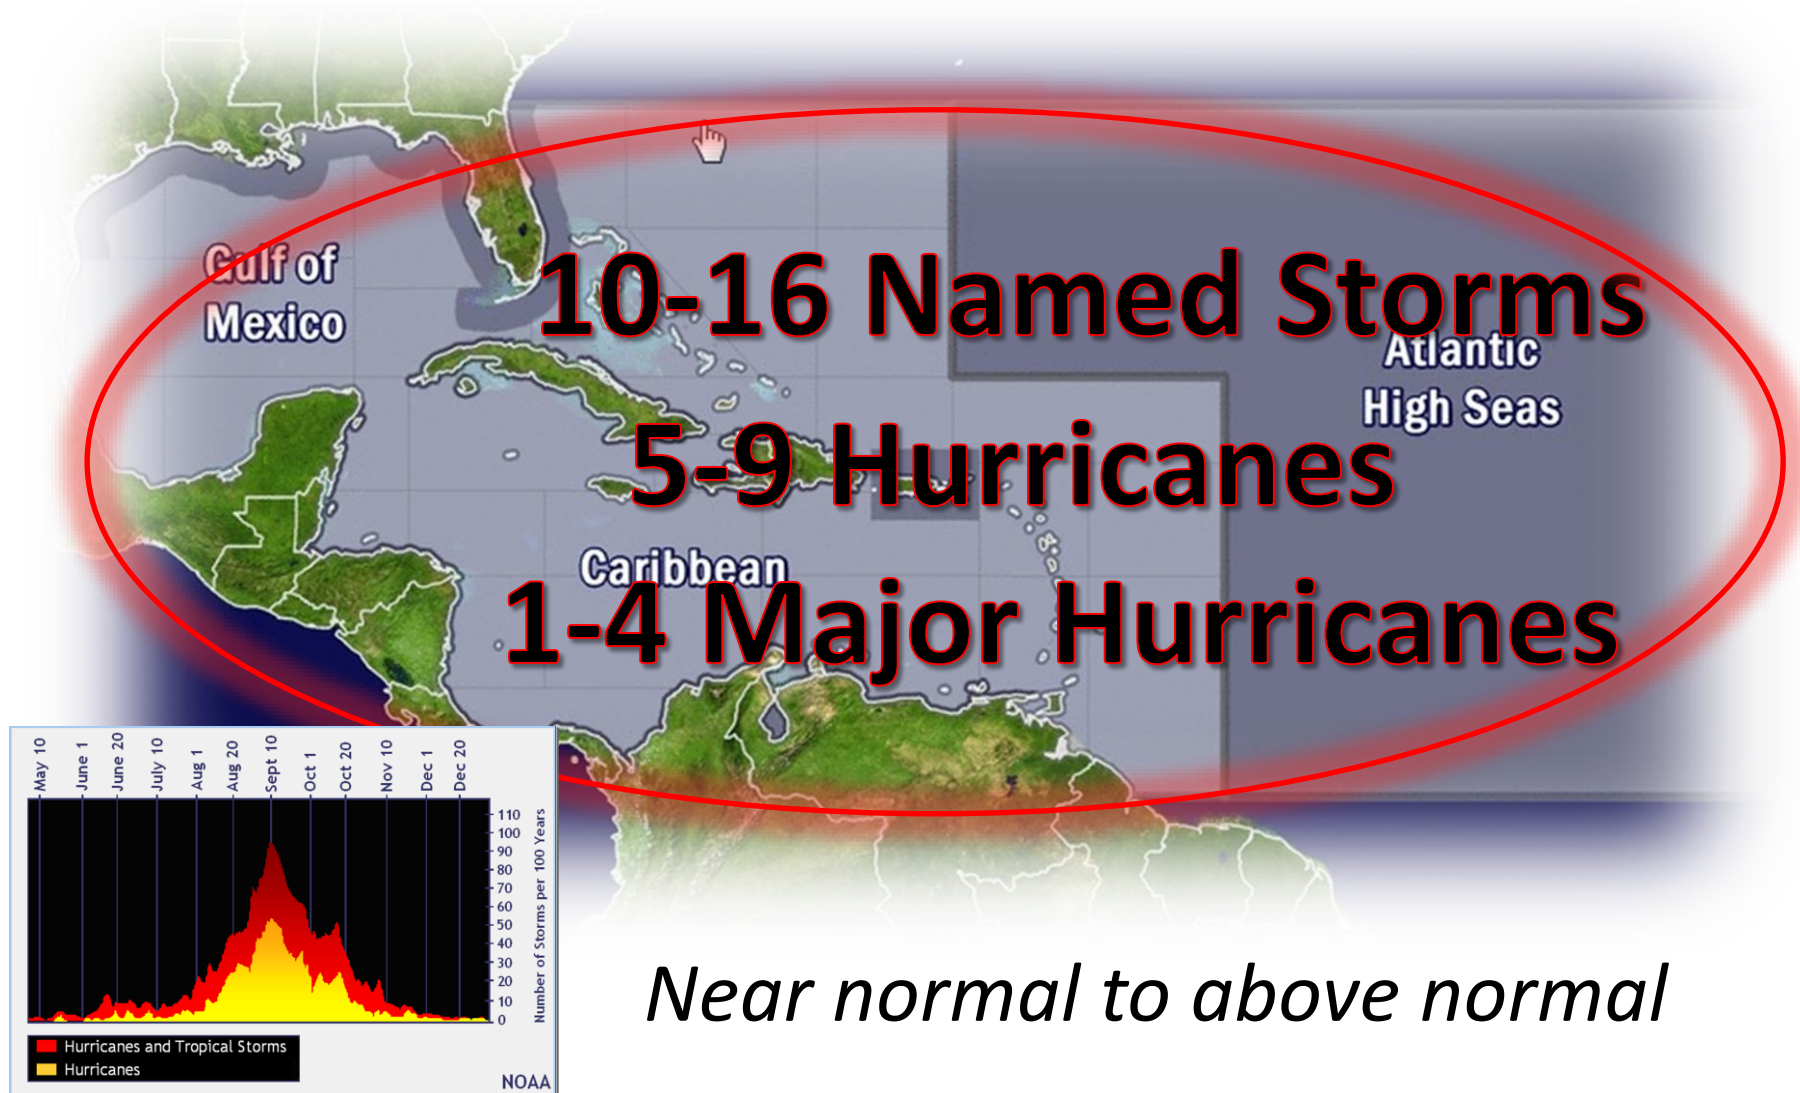 Gulf of
Mexico
10-16 Named Storms
Atlantic
High Seas
5-9 Hurricanes
Caribbean
1-4 Major Hurricanes
May 10
June 1
June 20
July 10
Aug 1
Aug 20
Sept 10
Oct 1
Oct 20
Nov 10
Dec 1
Dec 20
110
100
90
80
70
60
50
40
30
20
10
0
Number of Storms per 100 Years
Hurricanes and Tropical Storms
Hurricanes
NOAA
Near normal to above normal